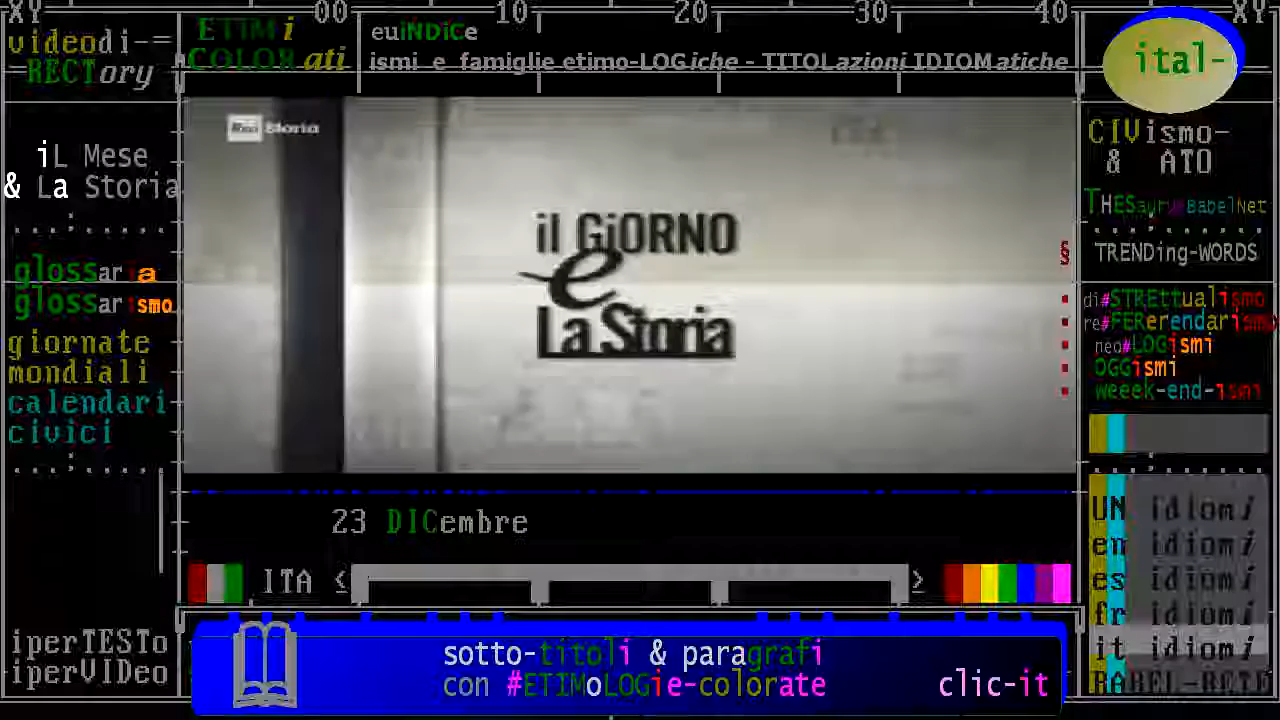 XY 00 10 20 30 40 XY
videodi-=
RECTory
ETIMi
COLORati
euiNDiCe
ismi e famiglie etimo-LOGiche - TITOLazioni IDIOMatiche
ital-
iL Mese
& La Storia
glossaria
glossarismo
giornate
mondiali
calendari
civici
iperTESTo
iperVIDeo
Rai Storia
il GiORNO
e
La Storia
§
23 DICembre
ITA < >
sotto-titoli & paragrafi
con #ETIMoLOGie-colorate
clic-it
CIVismo-
& ATO
THESaurus BabelNet
TRENDing-WORDS
di#STREttualismo
re#FERerendarismo
neo#LOGismi
OGGismi
weeek-end-ismi
UN idiomi
en idiomi
es idiomi
fr idiomi
it idiomi